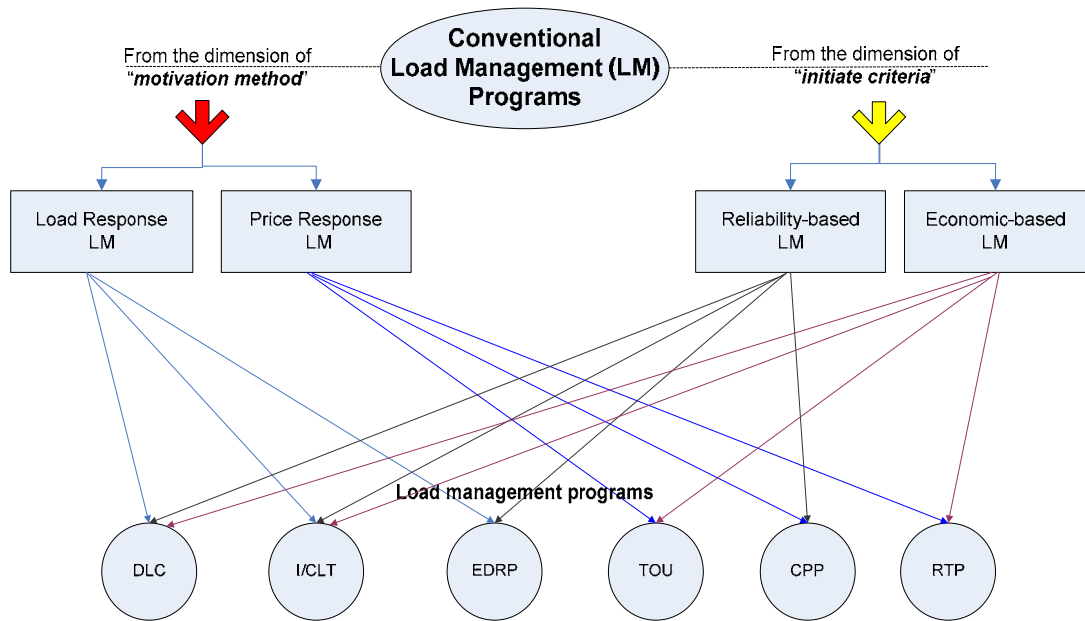 Conventional
Load Management (LM)
Programs
From the dimension of
“motivation method”
From the dimension of
“initiate criteria”
Load Response
LM
Price Response
LM
Reliability-based
LM
Economic-based
LM
Load management programs
DLC
I/CLT
EDRP
TOU
CPP
RTP